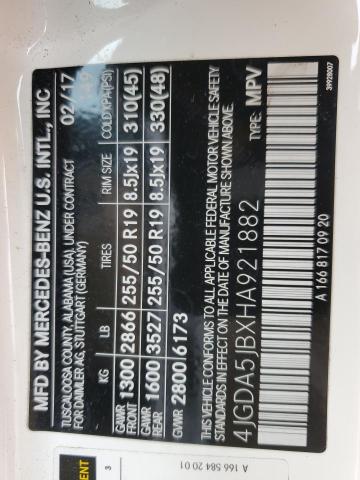 MFD BY MERCEDES-BENZ U.S. INTL., INC.
TUSCALOOSA COUNTY, ALABAMA (USA), UNDER CONTRACT 02/17
FOR DAIMLER AG, STUTTGART (GERMANY)
KG LB TIRES RIM SIZE COLD KPA(PSI)
GAWR FRONT 1300 2866 255/50 R19 8.5Jx19 310(45)
GAWR REAR 1600 3527 255/50 R19 8.5Jx19 330(48)
GVWR 2800 6173
THIS VEHICLE CONFORMS TO ALL APPLICABLE FEDERAL MOTOR VEHICLE SAFETY
STANDARDS IN EFFECT ON THE DATE OF MANUFACTURE SHOWN ABOVE.
4JGDA5JBXHA921882 TYPE: MPV
A 166 817 09 20
39928007
3
A 166 584 20 01